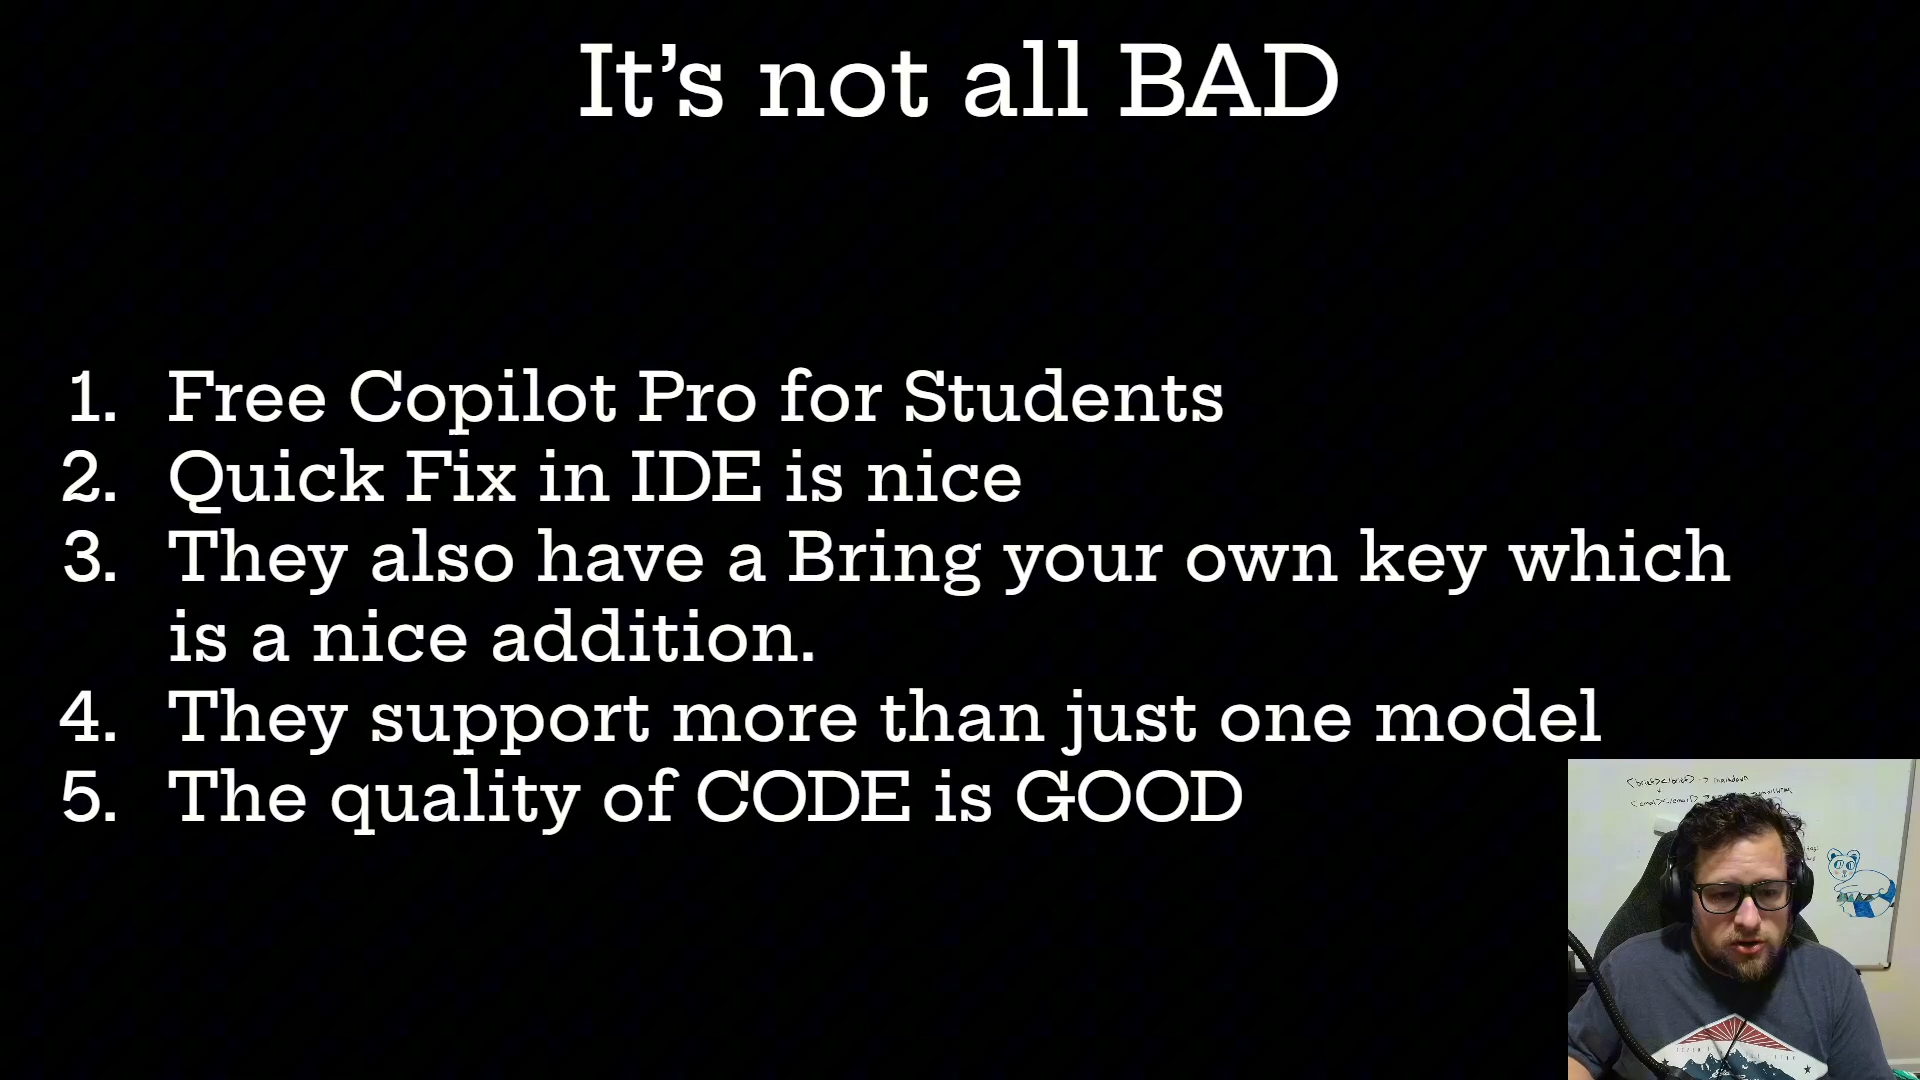 It’s not all BAD
1. Free Copilot Pro for Students
2. Quick Fix in IDE is nice
3. They also have a Bring your own key which
is a nice addition.
4. They support more than just one model
5. The quality of CODE is GOOD